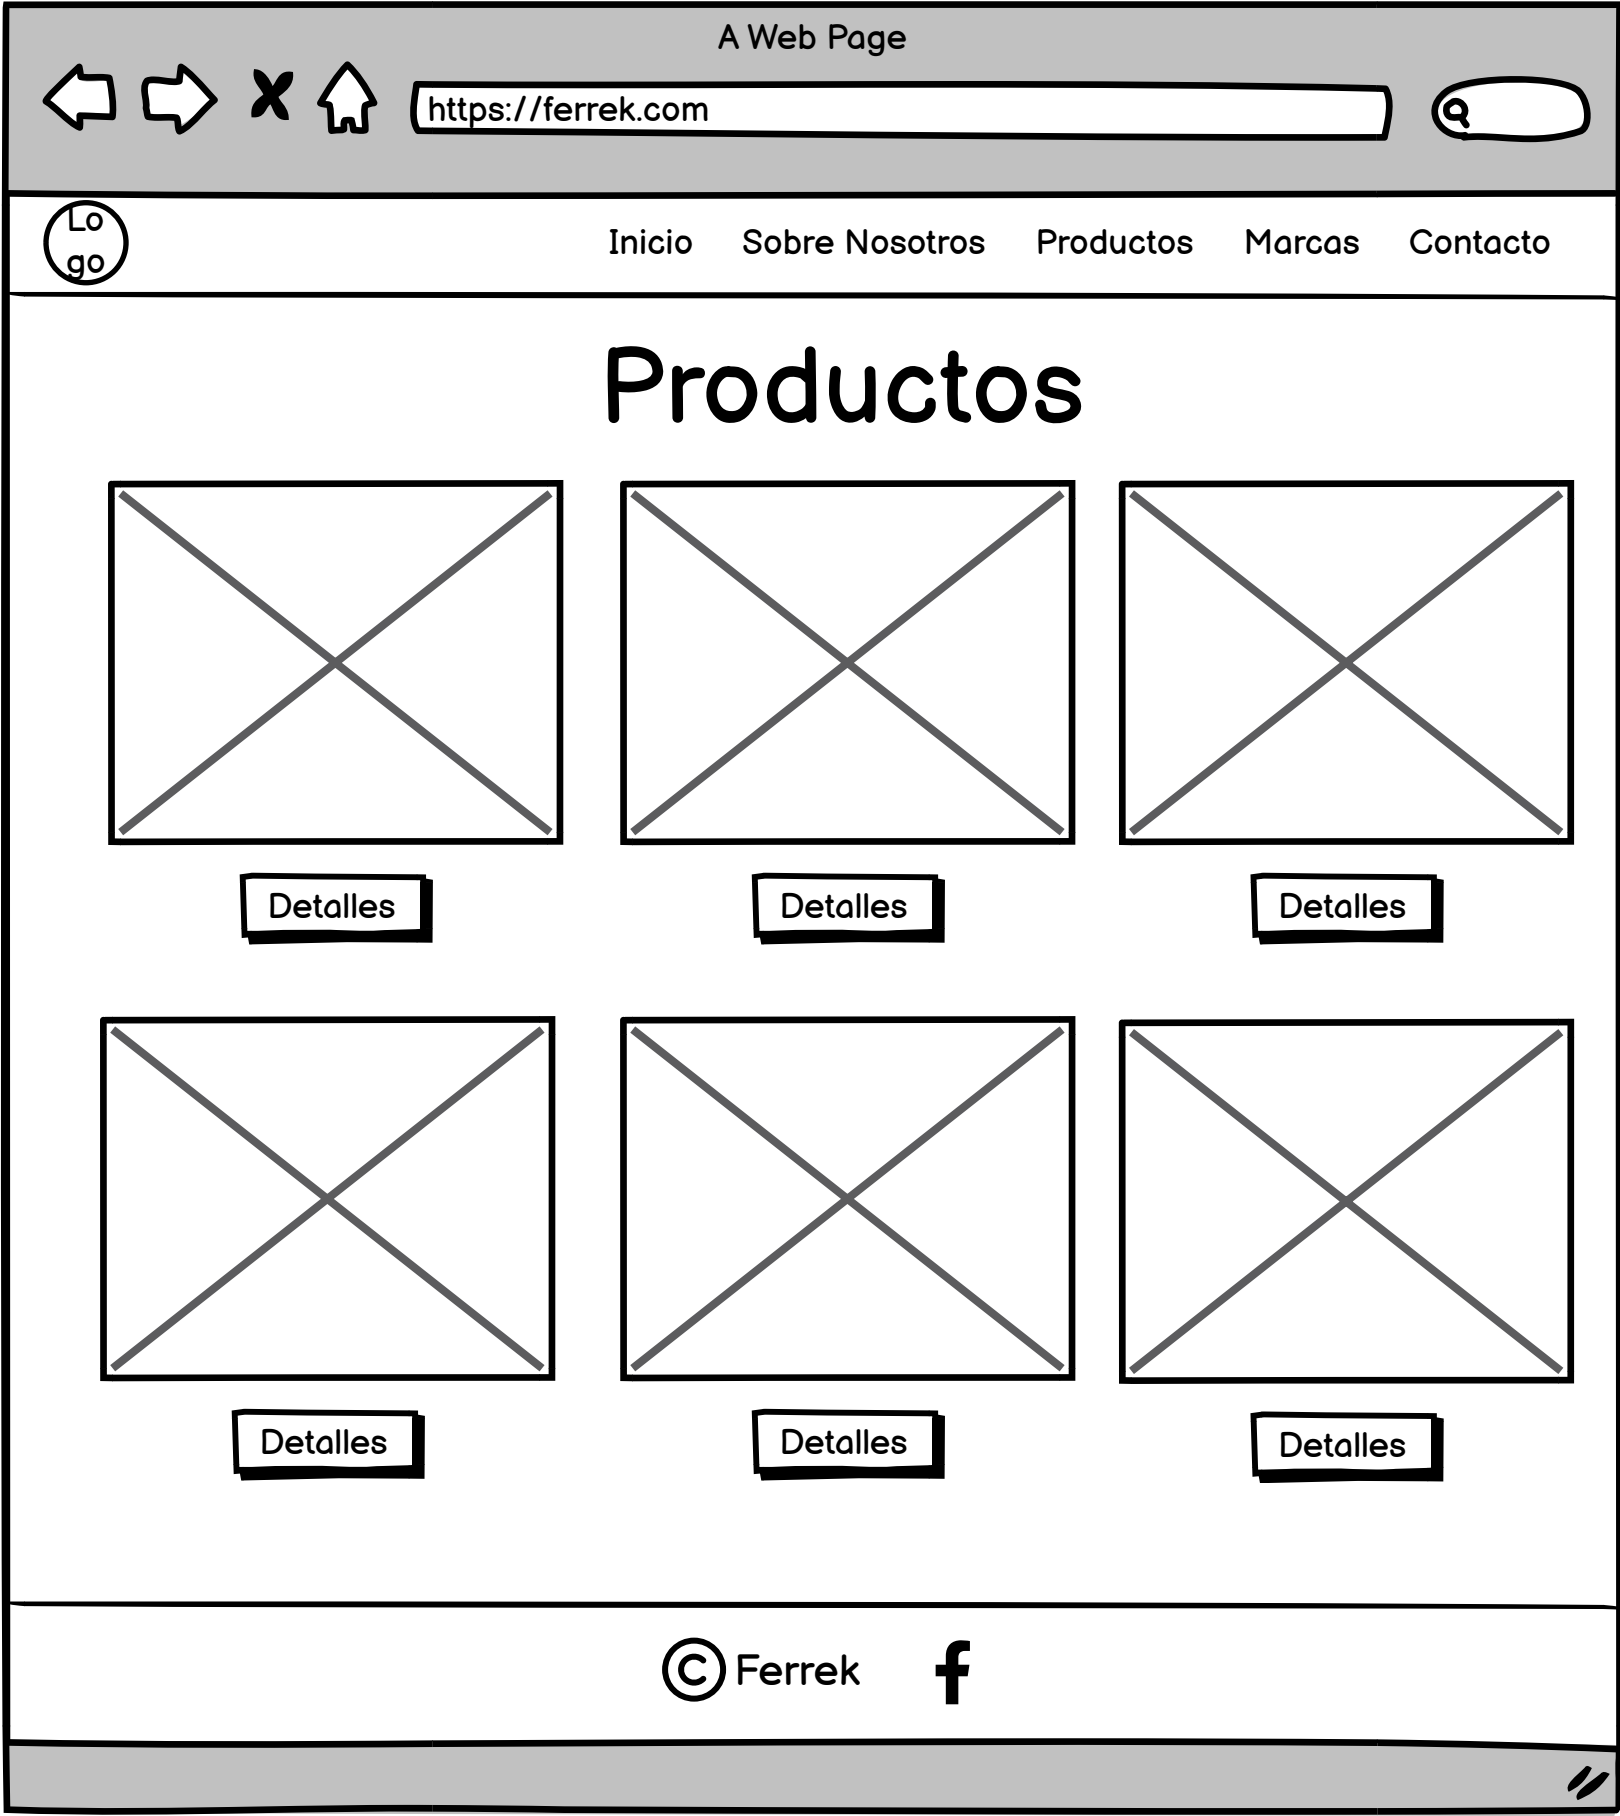 A Web Page
https://ferrek.com
Lo
go
Inicio Sobre Nosotros Productos Marcas Contacto
Productos
Detalles Detalles Detalles
Detalles Detalles Detalles
© Ferrek f